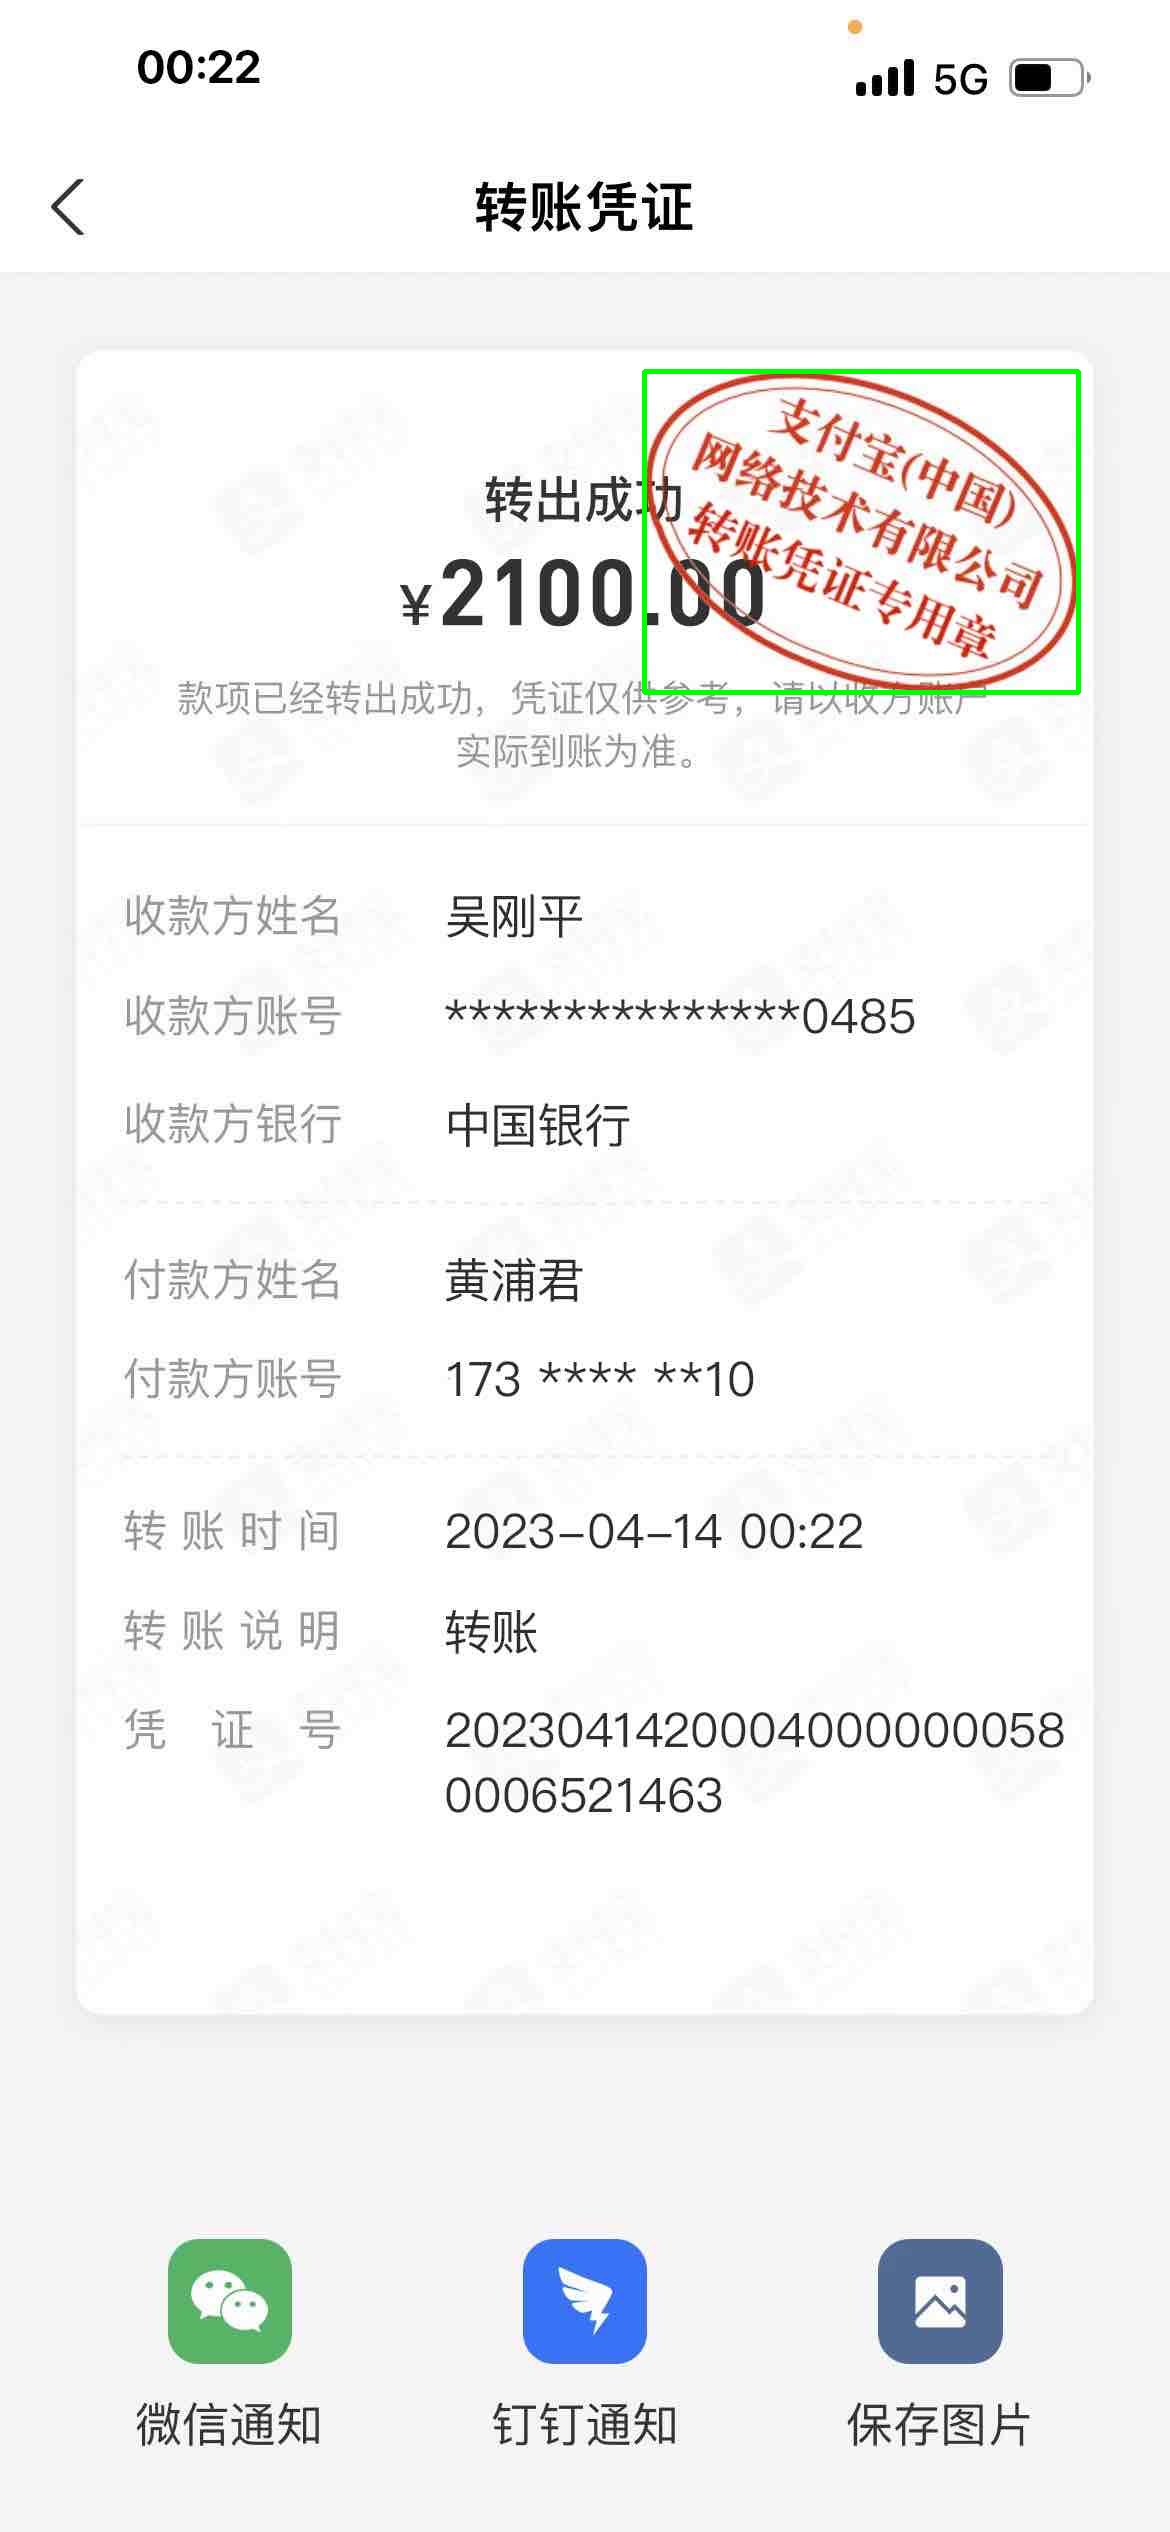 00:22
5G
转账凭证
支付宝(中国)
网络技术有限公司
转账凭证专用章
转出成功
¥2100.00
款项已经转出成功，凭证仅供参考，请以收方账户
实际到账为准。
收款方姓名 吴刚平
收款方账号 ***************0485
收款方银行 中国银行
付款方姓名 黄浦君
付款方账号 173 **** **10
转账时间 2023-04-14 00:22
转账说明 转账
凭证号 20230414200040000000058
0006521463
微信通知 钉钉通知 保存图片